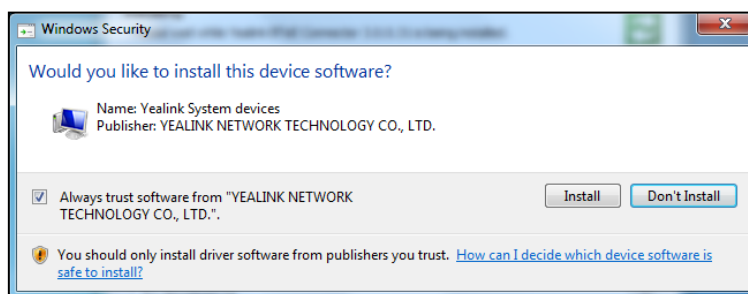 Windows Security
Would you like to install this device software?
Name: Yealink System devices
Publisher: YEALINK NETWORK TECHNOLOGY CO., LTD.
Always trust software from "YEALINK NETWORK
TECHNOLOGY CO., LTD.".
Install
Don't Install
You should only install driver software from publishers you trust. How can I decide which device software is
safe to install?